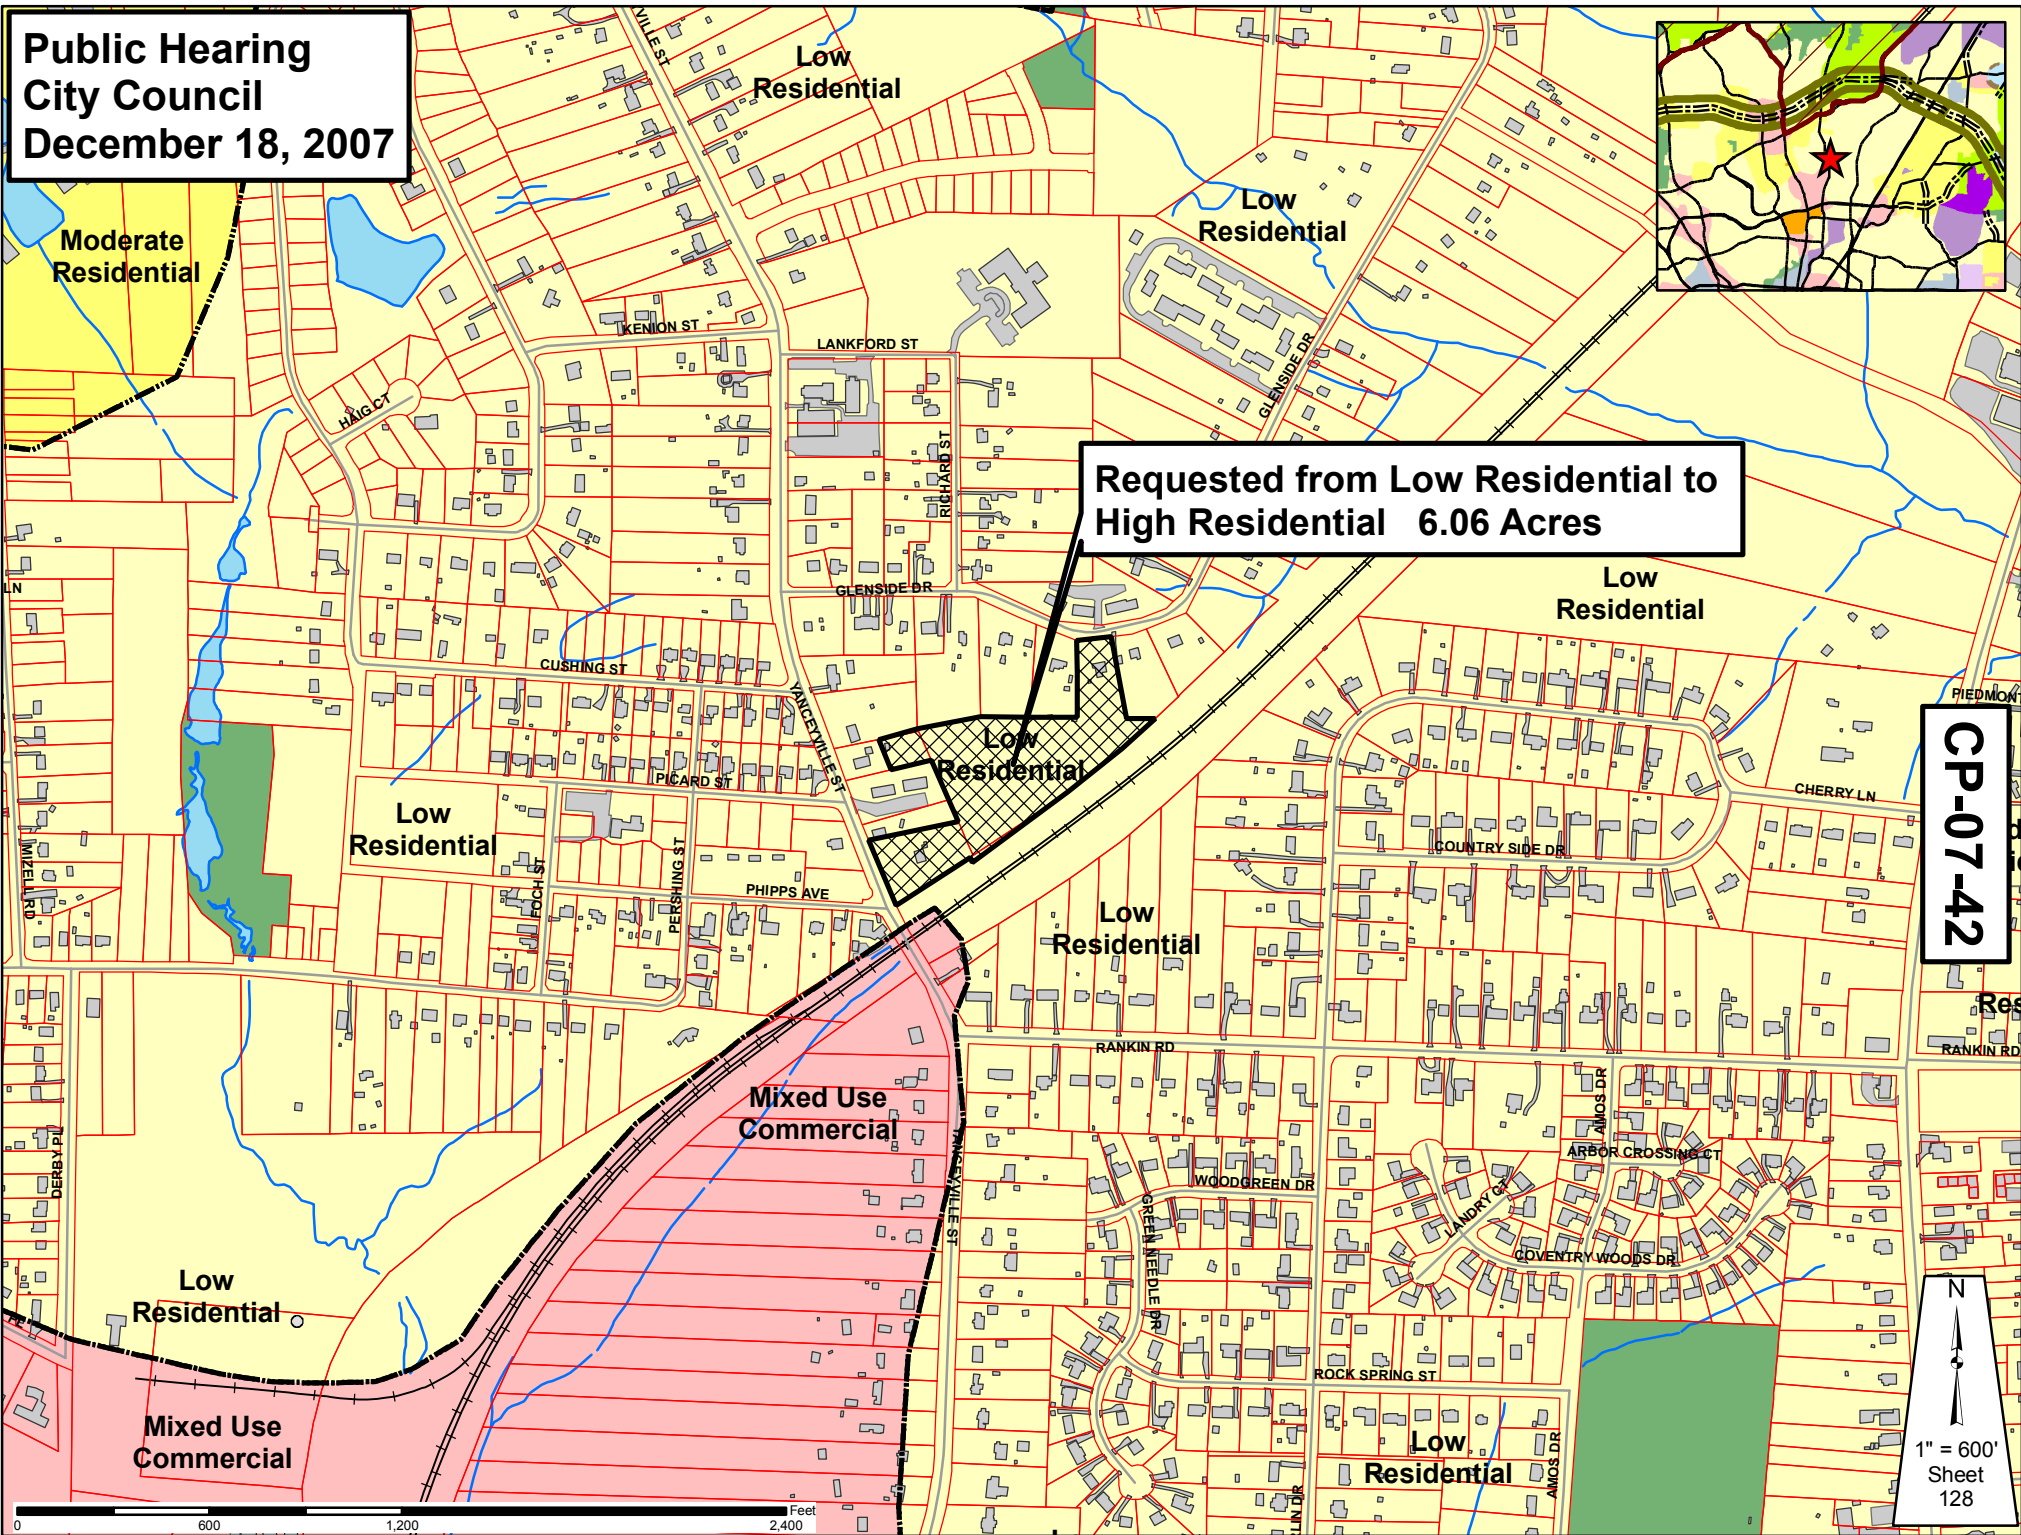 Public Hearing
City Council
December 18, 2007
Low
Residential
Low
Residential
Moderate
Residential
KENION ST
LANKFORD ST
HAIG CT
RICHARD ST
GLENSIDE DR
Requested from Low Residential to
High Residential 6.06 Acres
Low
Residential
LN
GLENSIDE DR
CUSHING ST
YANCEYVILLE ST
PIEDMONT
Low
Residential
PICARD ST
CHERRY LN
CP-07-42
Low
Residential
MIZELL RD
FOCH ST
PERSHING ST
PHIPPS AVE
COUNTRY SIDE DR
Low
Residential
Res
RANKIN RD
RANKIN RD
Mixed Use
Commercial
DERBY PL
YANCEYVILLE ST
AMOS DR
ARBOR CROSSING CT
WOODGREEN DR
LANDRY CT
GREEN NEEDLE DR
COVENTRY WOODS DR
Low
Residential
ROCK SPRING ST
Mixed Use
Commercial
Low
Residential
AMOS DR
RLIN DR
N
1" = 600'
Sheet
128
Feet
0 600 1,200 2,400